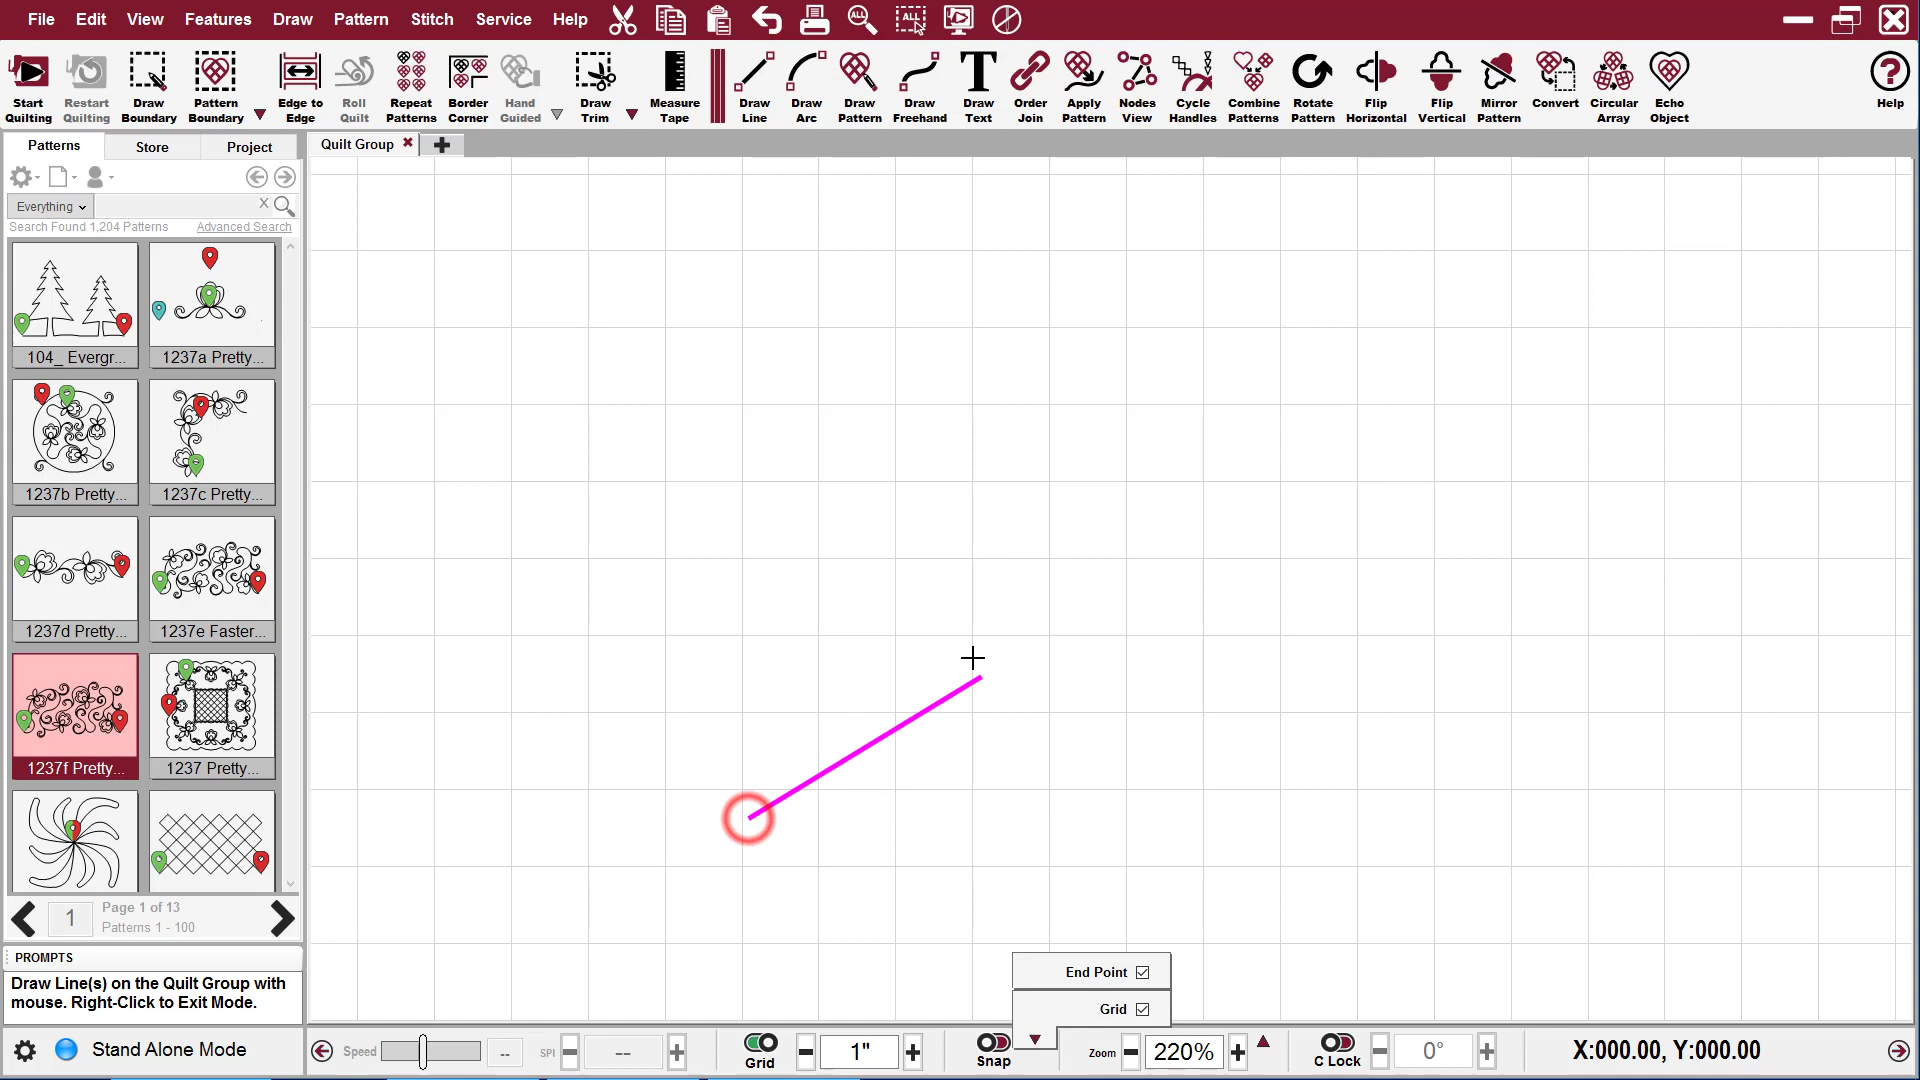 File Edit View Features Draw Pattern Stitch Service Help ALL ALL
Start Quilting
Restart Quilting
Draw Boundary
Pattern Boundary
Edge to Edge
Roll Quilt
Repeat Patterns
Border Corner
Hand Guided
Draw Trim
Measure Tape
Draw Line
Draw Arc
Draw Pattern
Draw Freehand
Draw Text
Order Join
Apply Pattern
Nodes View
Cycle Handles
Combine Patterns
Rotate Pattern
Flip Horizontal
Flip Vertical
Mirror Pattern
Convert
Circular Array
Echo Object
Help
Patterns Store Project
Quilt Group
Everything X
Search Found 1,204 Patterns Advanced Search
104_ Evergr... 1237a Pretty...
1237b Pretty... 1237c Pretty...
1237d Pretty... 1237e Faster...
1237f Pretty... 1237 Pretty...
1 Page 1 of 13
Patterns 1 - 100
PROMPTS
Draw Line(s) on the Quilt Group with
mouse. Right-Click to Exit Mode.
End Point
Grid
Stand Alone Mode Speed -- SPI -- Grid 1" Snap Zoom 220% C Lock 0° X:000.00, Y:000.00